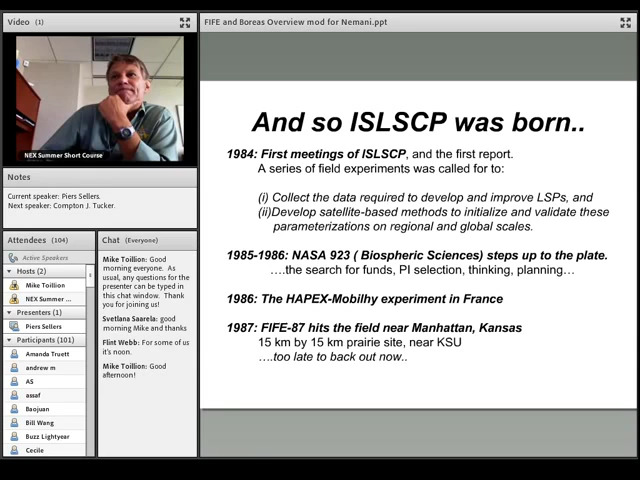 Video (1)
NEX Summer Short Course
Notes
Current speaker: Piers Sellers.
Next speaker: Compton J. Tucker.
Attendees (104)
Active Speakers
Hosts (2)
Mike Toillion
NEX Summer ...
Presenters (1)
Piers Sellers
Participants (101)
Amanda Truett
andrew m
AS
assaf
Baojuan
Bill Wang
Buzz Lightyear
Cecile
Chat (Everyone)
Mike Toillion: Good
morning everyone. As
usual, any questions for the
presenter can be typed in
this chat window. Thank
you for joining us!
Svetlana Saarela: good
morning Mike and thanks
Flint Webb: For some of us
it's noon.
Mike Toillion: Good
afternoon!
FIFE and Boreas Overview mod for Nemani.ppt
And so ISLSCP was born..
1984: First meetings of ISLSCP, and the first report.
A series of field experiments was called for to:
(i) Collect the data required to develop and improve LSPs, and
(ii)Develop satellite-based methods to initialize and validate these
parameterizations on regional and global scales.
1985-1986: NASA 923 ( Biospheric Sciences) steps up to the plate.
….the search for funds, PI selection, thinking, planning…
1986: The HAPEX-Mobilhy experiment in France
1987: FIFE-87 hits the field near Manhattan, Kansas
15 km by 15 km prairie site, near KSU
….too late to back out now..